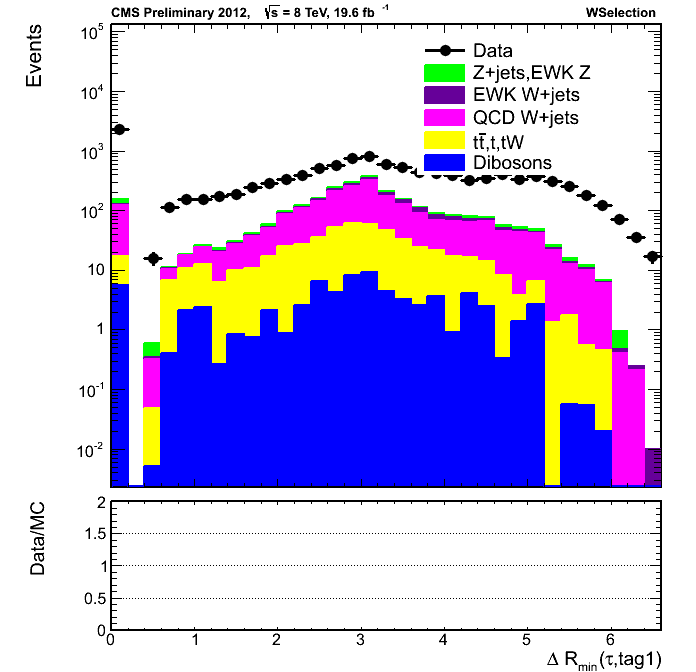 CMS Preliminary 2012, √s = 8 TeV, 19.6 fb⁻¹ WSelection
Events
Data
Z+jets,EWK Z
EWK W+jets
QCD W+jets
tt̄,t,tW
Dibosons
10⁵
10⁴
10³
10²
10
1
10⁻¹
10⁻²
Data/MC
2
1.5
1
0.5
0
0 1 2 3 4 5 6
Δ R_min(τ,tag1)